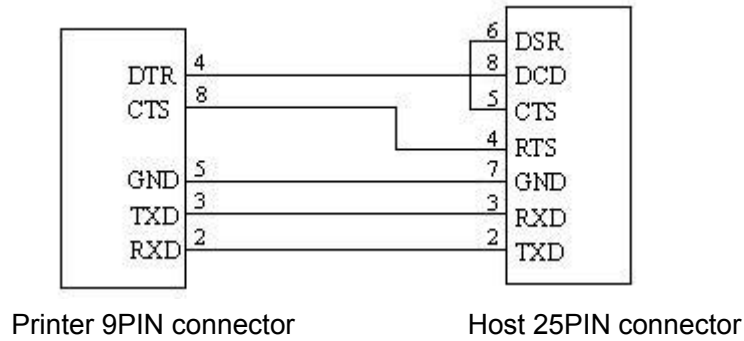 6 DSR
DTR 4 8 DCD
CTS 8 5 CTS
4 RTS
GND 5 7 GND
TXD 3 3 RXD
RXD 2 2 TXD
Printer 9PIN connector Host 25PIN connector